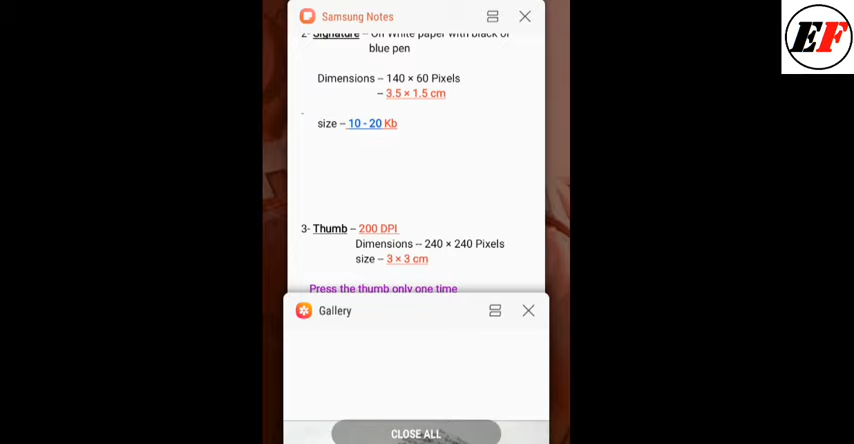 Samsung Notes
2- Signature – On White paper with black or
blue pen
Dimensions – 140 × 60 Pixels
– 3.5 × 1.5 cm
size – 10 - 20 Kb
3- Thumb – 200 DPI
Dimensions – 240 × 240 Pixels
size – 3 × 3 cm
Press the thumb only one time
Gallery
CLOSE ALL
EF